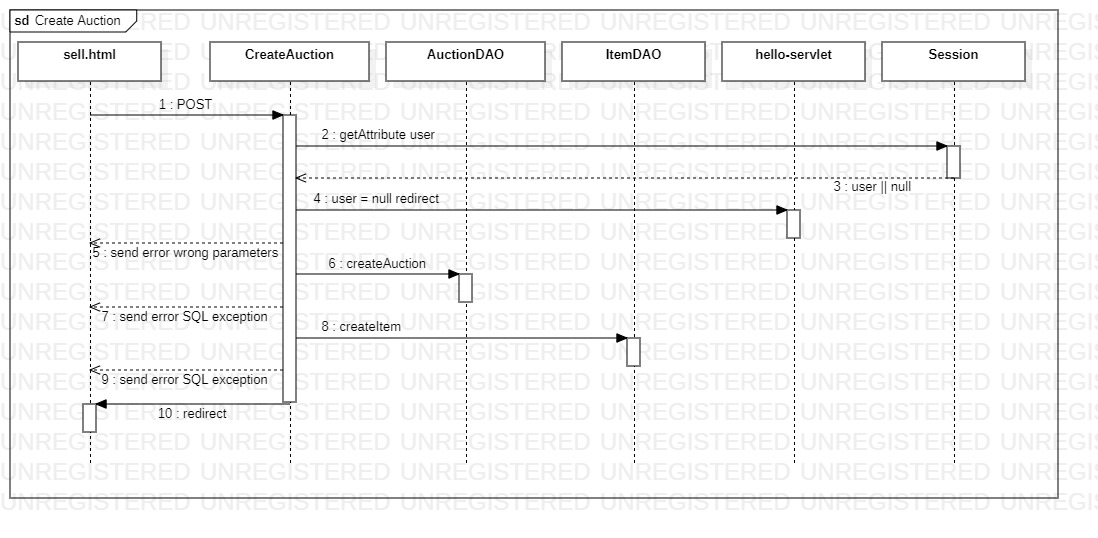 sd Create Auction
sell.html
CreateAuction
AuctionDAO
ItemDAO
hello-servlet
Session
1 : POST
2 : getAttribute user
3 : user || null
4 : user = null redirect
5 : send error wrong parameters
6 : createAuction
7 : send error SQL exception
8 : createItem
9 : send error SQL exception
10 : redirect
UNREGISTERED UNREGISTERED UNREGISTERED UNREGISTERED UNREGISTERED UNREGISTERED